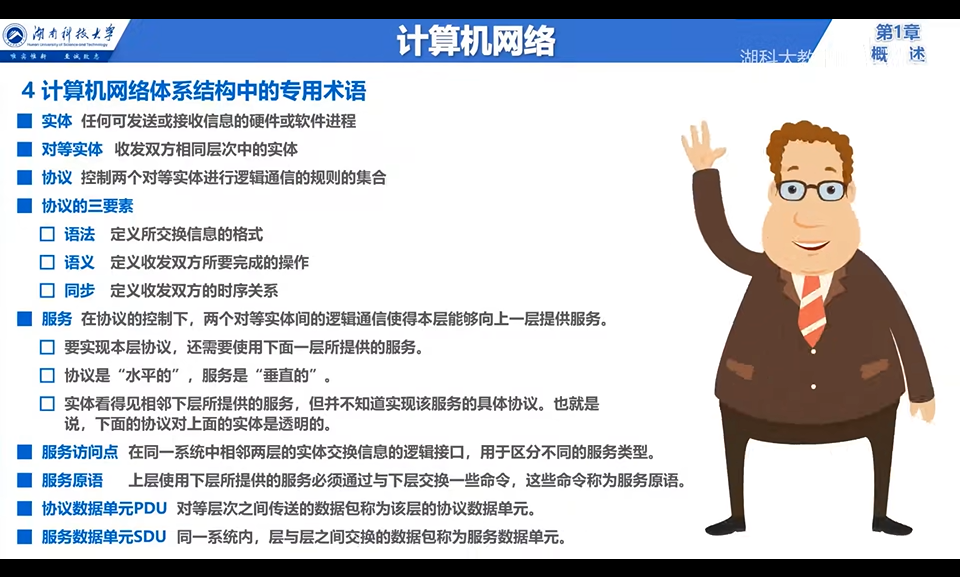 湖南科技大学
Hunan University of Science and Technology
唯实惟新 至诚致志
计算机网络
第1章
概 述
湖科大教
4 计算机网络体系结构中的专用术语
实体 任何可发送或接收信息的硬件或软件进程
对等实体 收发双方相同层次中的实体
协议 控制两个对等实体进行逻辑通信的规则的集合
协议的三要素
语法 定义所交换信息的格式
语义 定义收发双方所要完成的操作
同步 定义收发双方的时序关系
服务 在协议的控制下，两个对等实体间的逻辑通信使得本层能够向上一层提供服务。
要实现本层协议，还需要使用下面一层所提供的服务。
协议是“水平的”，服务是“垂直的”。
实体看得见相邻下层所提供的服务，但并不知道实现该服务的具体协议。也就是
说，下面的协议对上面的实体是透明的。
服务访问点 在同一系统中相邻两层的实体交换信息的逻辑接口，用于区分不同的服务类型。
服务原语 上层使用下层所提供的服务必须通过与下层交换一些命令，这些命令称为服务原语。
协议数据单元PDU 对等层次之间传送的数据包称为该层的协议数据单元。
服务数据单元SDU 同一系统内，层与层之间交换的数据包称为服务数据单元。